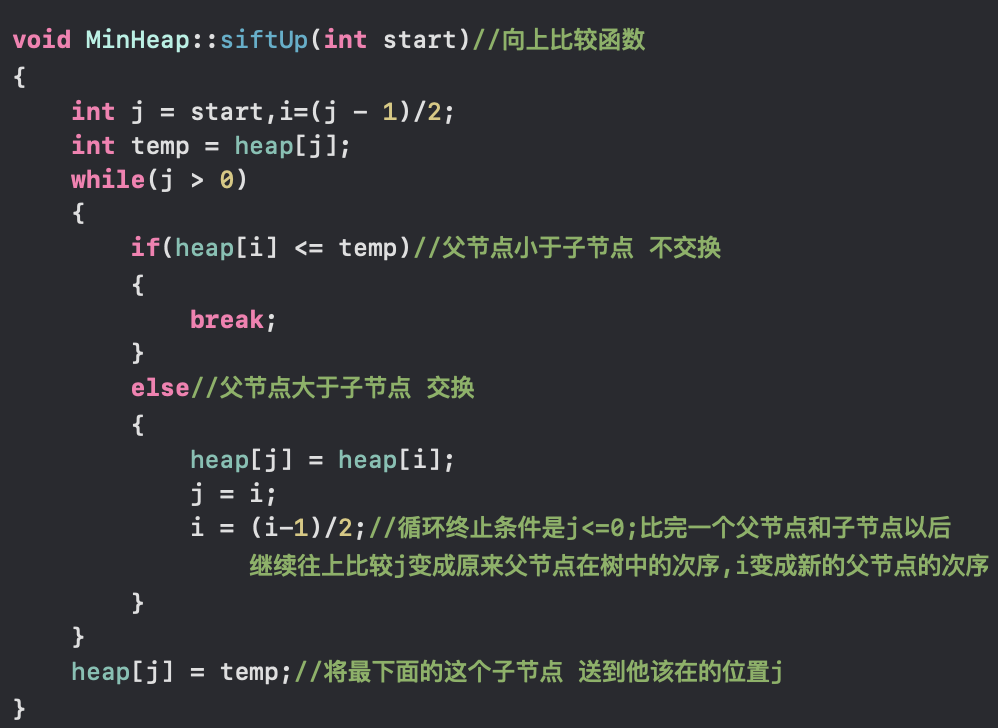 void MinHeap::siftUp(int start)//向上比较函数
{
    int j = start,i=(j - 1)/2;
    int temp = heap[j];
    while(j > 0)
    {
        if(heap[i] <= temp)//父节点小于子节点 不交换
        {
            break;
        }
        else//父节点大于子节点 交换
        {
            heap[j] = heap[i];
            j = i;
            i = (i-1)/2;//循环终止条件是j<=0;比完一个父节点和子节点以后
                继续往上比较j变成原来父节点在树中的次序,i变成新的父节点的次序
        }
    }
    heap[j] = temp;//将最下面的这个子节点 送到他该在的位置j
}